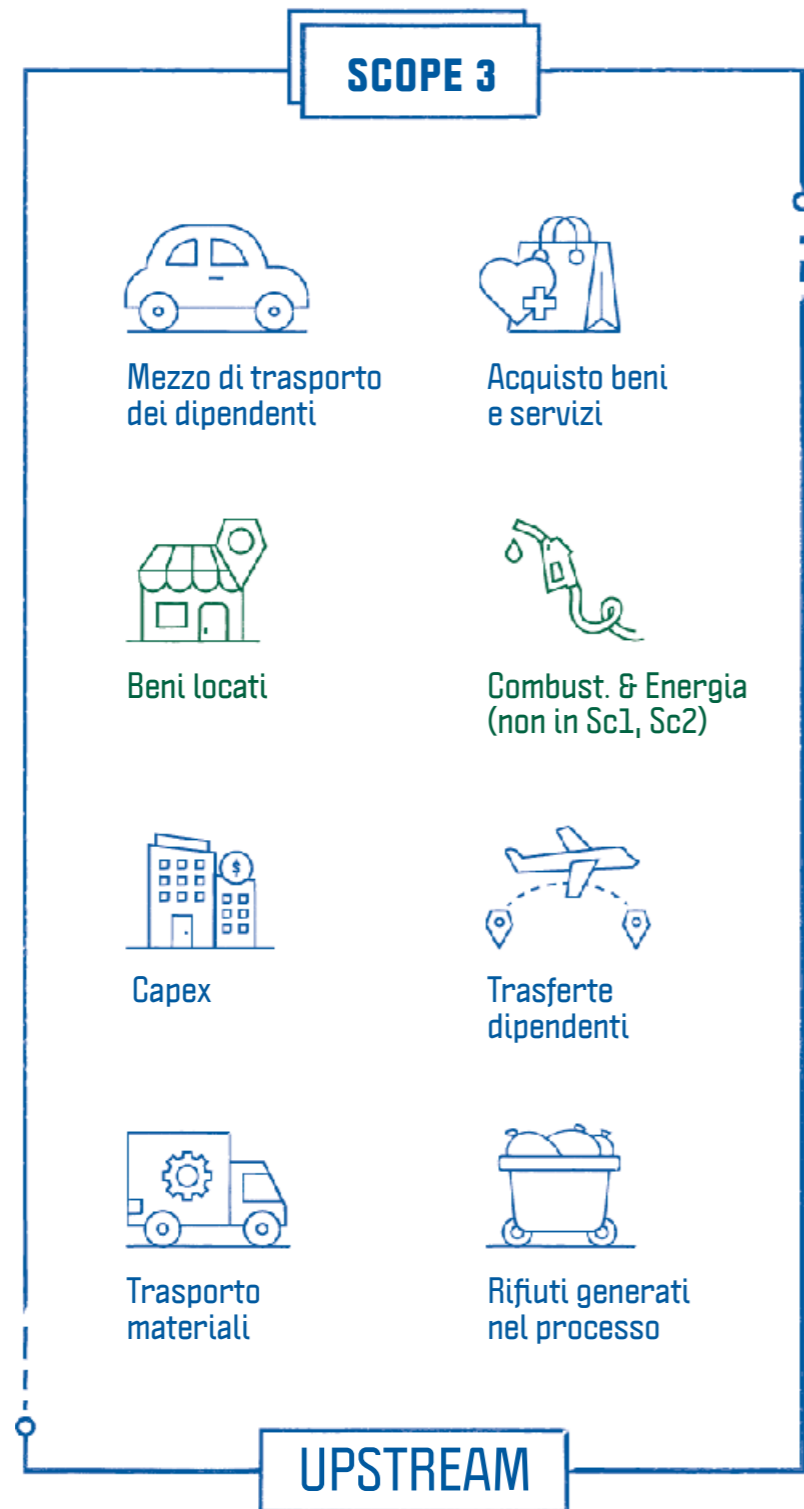 SCOPE 3
Mezzo di trasporto
dei dipendenti
Acquisto beni
e servizi
Beni locati
Combust. & Energia
(non in Sc1, Sc2)
$
Capex
Trasferte
dipendenti
Trasporto
materiali
Rifiuti generati
nel processo
UPSTREAM